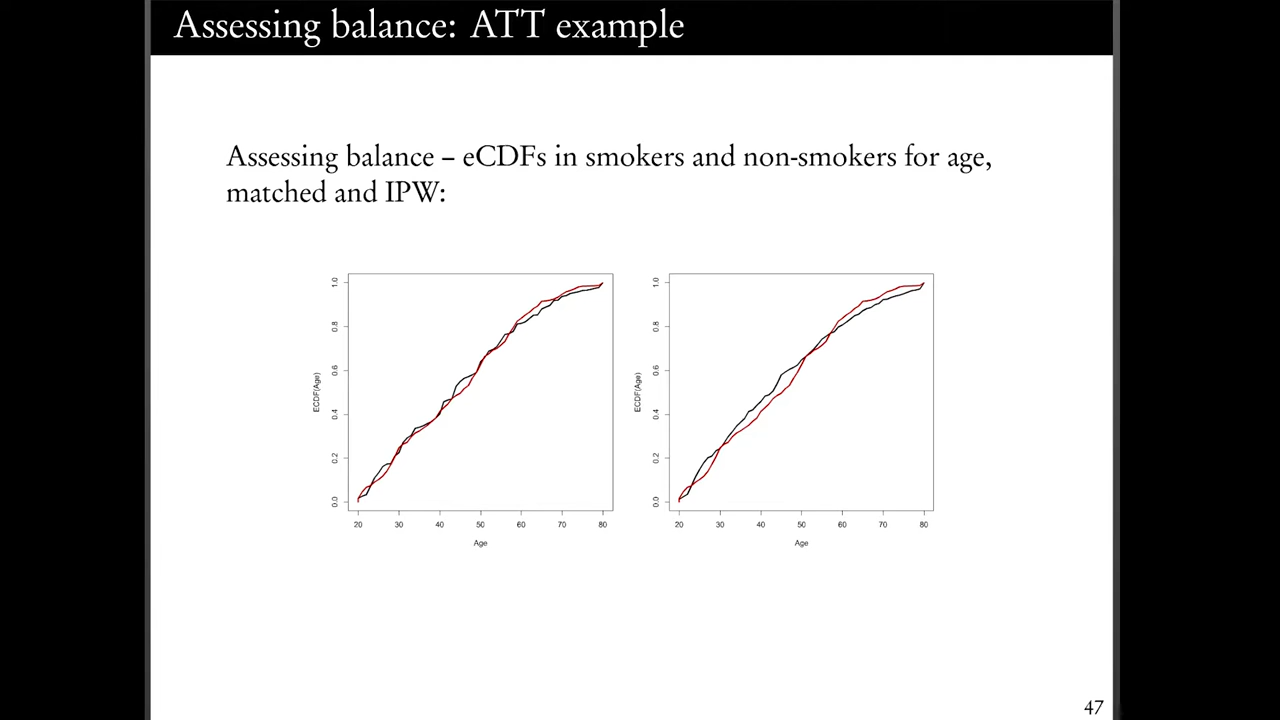 Assessing balance: ATT example
Assessing balance – eCDFs in smokers and non-smokers for age,
matched and IPW:
ECDF(Age)
1.0
0.8
0.6
0.4
0.2
0.0
20 30 40 50 60 70 80
Age
ECDF(Age)
1.0
0.8
0.6
0.4
0.2
0.0
20 30 40 50 60 70 80
Age
47